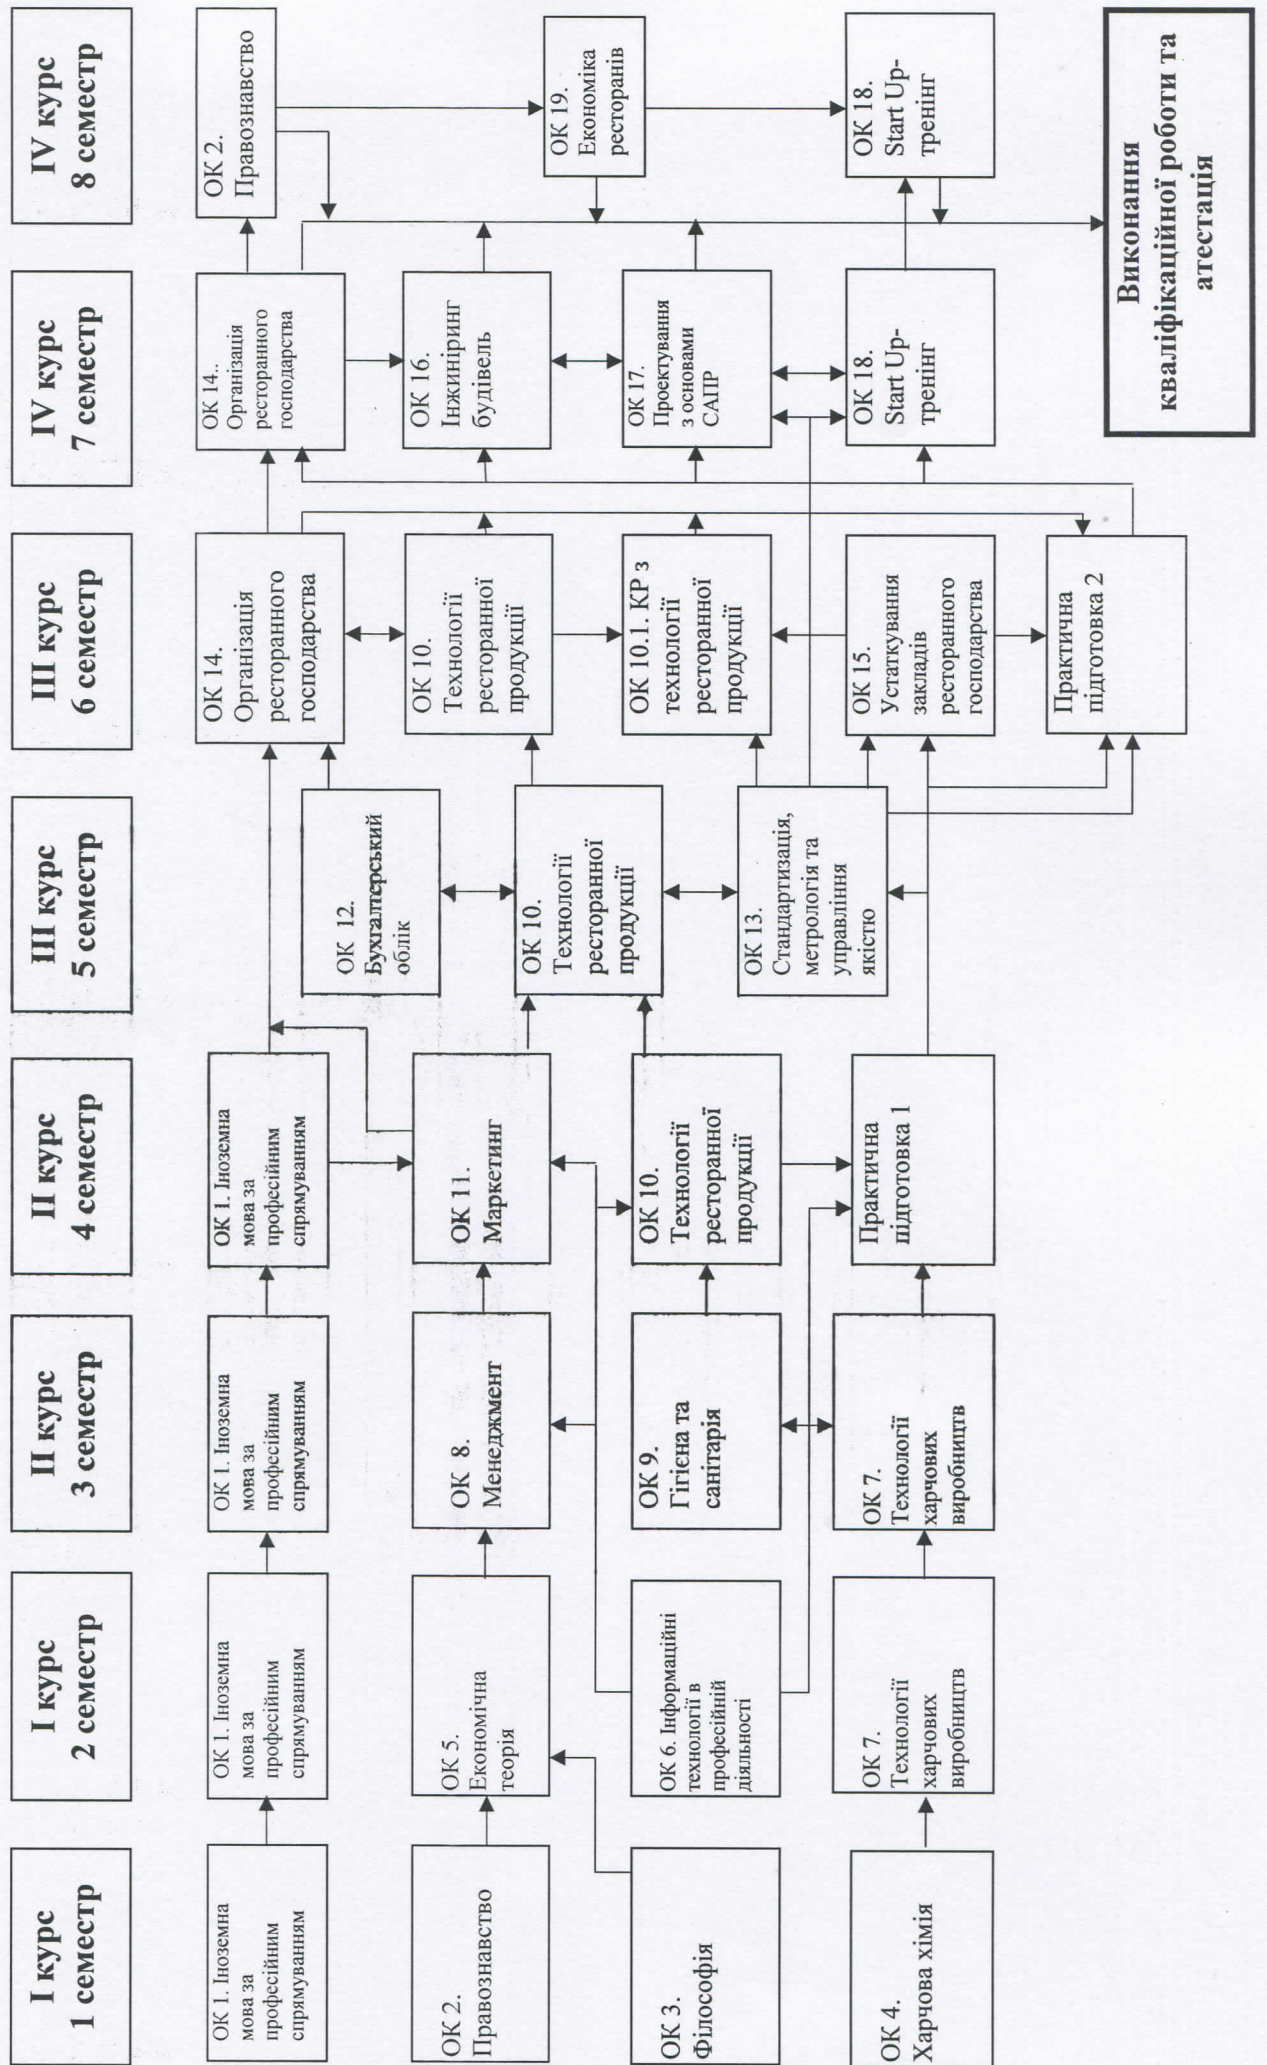 І курс
1 семестр
І курс
2 семестр
ІІ курс
3 семестр
ІІ курс
4 семестр
ІІІ курс
5 семестр
ІІІ курс
6 семестр
ІV курс
7 семестр
ІV курс
8 семестр
ОК 1. Іноземна
мова за
професійним
спрямуванням
ОК 2.
Правознавство
ОК 3.
Філософія
ОК 4.
Харчова хімія
ОК 1. Іноземна
мова за
професійним
спрямуванням
ОК 5.
Економічна
теорія
ОК 6. Інформаційні
технології в
професійній
діяльності
ОК 7.
Технології
харчових
виробництв
ОК 1. Іноземна
мова за
професійним
спрямуванням
ОК 8.
Менеджмент
ОК 9.
Гігієна та
санітарія
ОК 7.
Технології
харчових
виробництв
ОК 1. Іноземна
мова за
професійним
спрямуванням
ОК 11.
Маркетинг
ОК 10.
Технології
ресторанної
продукції
Практична
підготовка 1
ОК 12.
Бухгалтерський
облік
ОК 10.
Технології
ресторанної
продукції
ОК 13.
Стандартизація,
метрологія та
управління
якістю
ОК 14.
Організація
ресторанного
господарства
ОК 10.
Технології
ресторанної
продукції
ОК 10.1. КР з
технології
ресторанної
продукції
ОК 15.
Устаткування
закладів
ресторанного
господарства
Практична
підготовка 2
ОК 14..
Організація
ресторанного
господарства
ОК 16.
Інжиніринг
будівель
ОК 17.
Проектування
з основами
САПР
ОК 18.
Start Up-
тренінг
ОК 2.
Правознавство
ОК 19.
Економіка
ресторанів
ОК 18.
Start Up-
тренінг
Виконання
кваліфікаційної роботи та
атестація